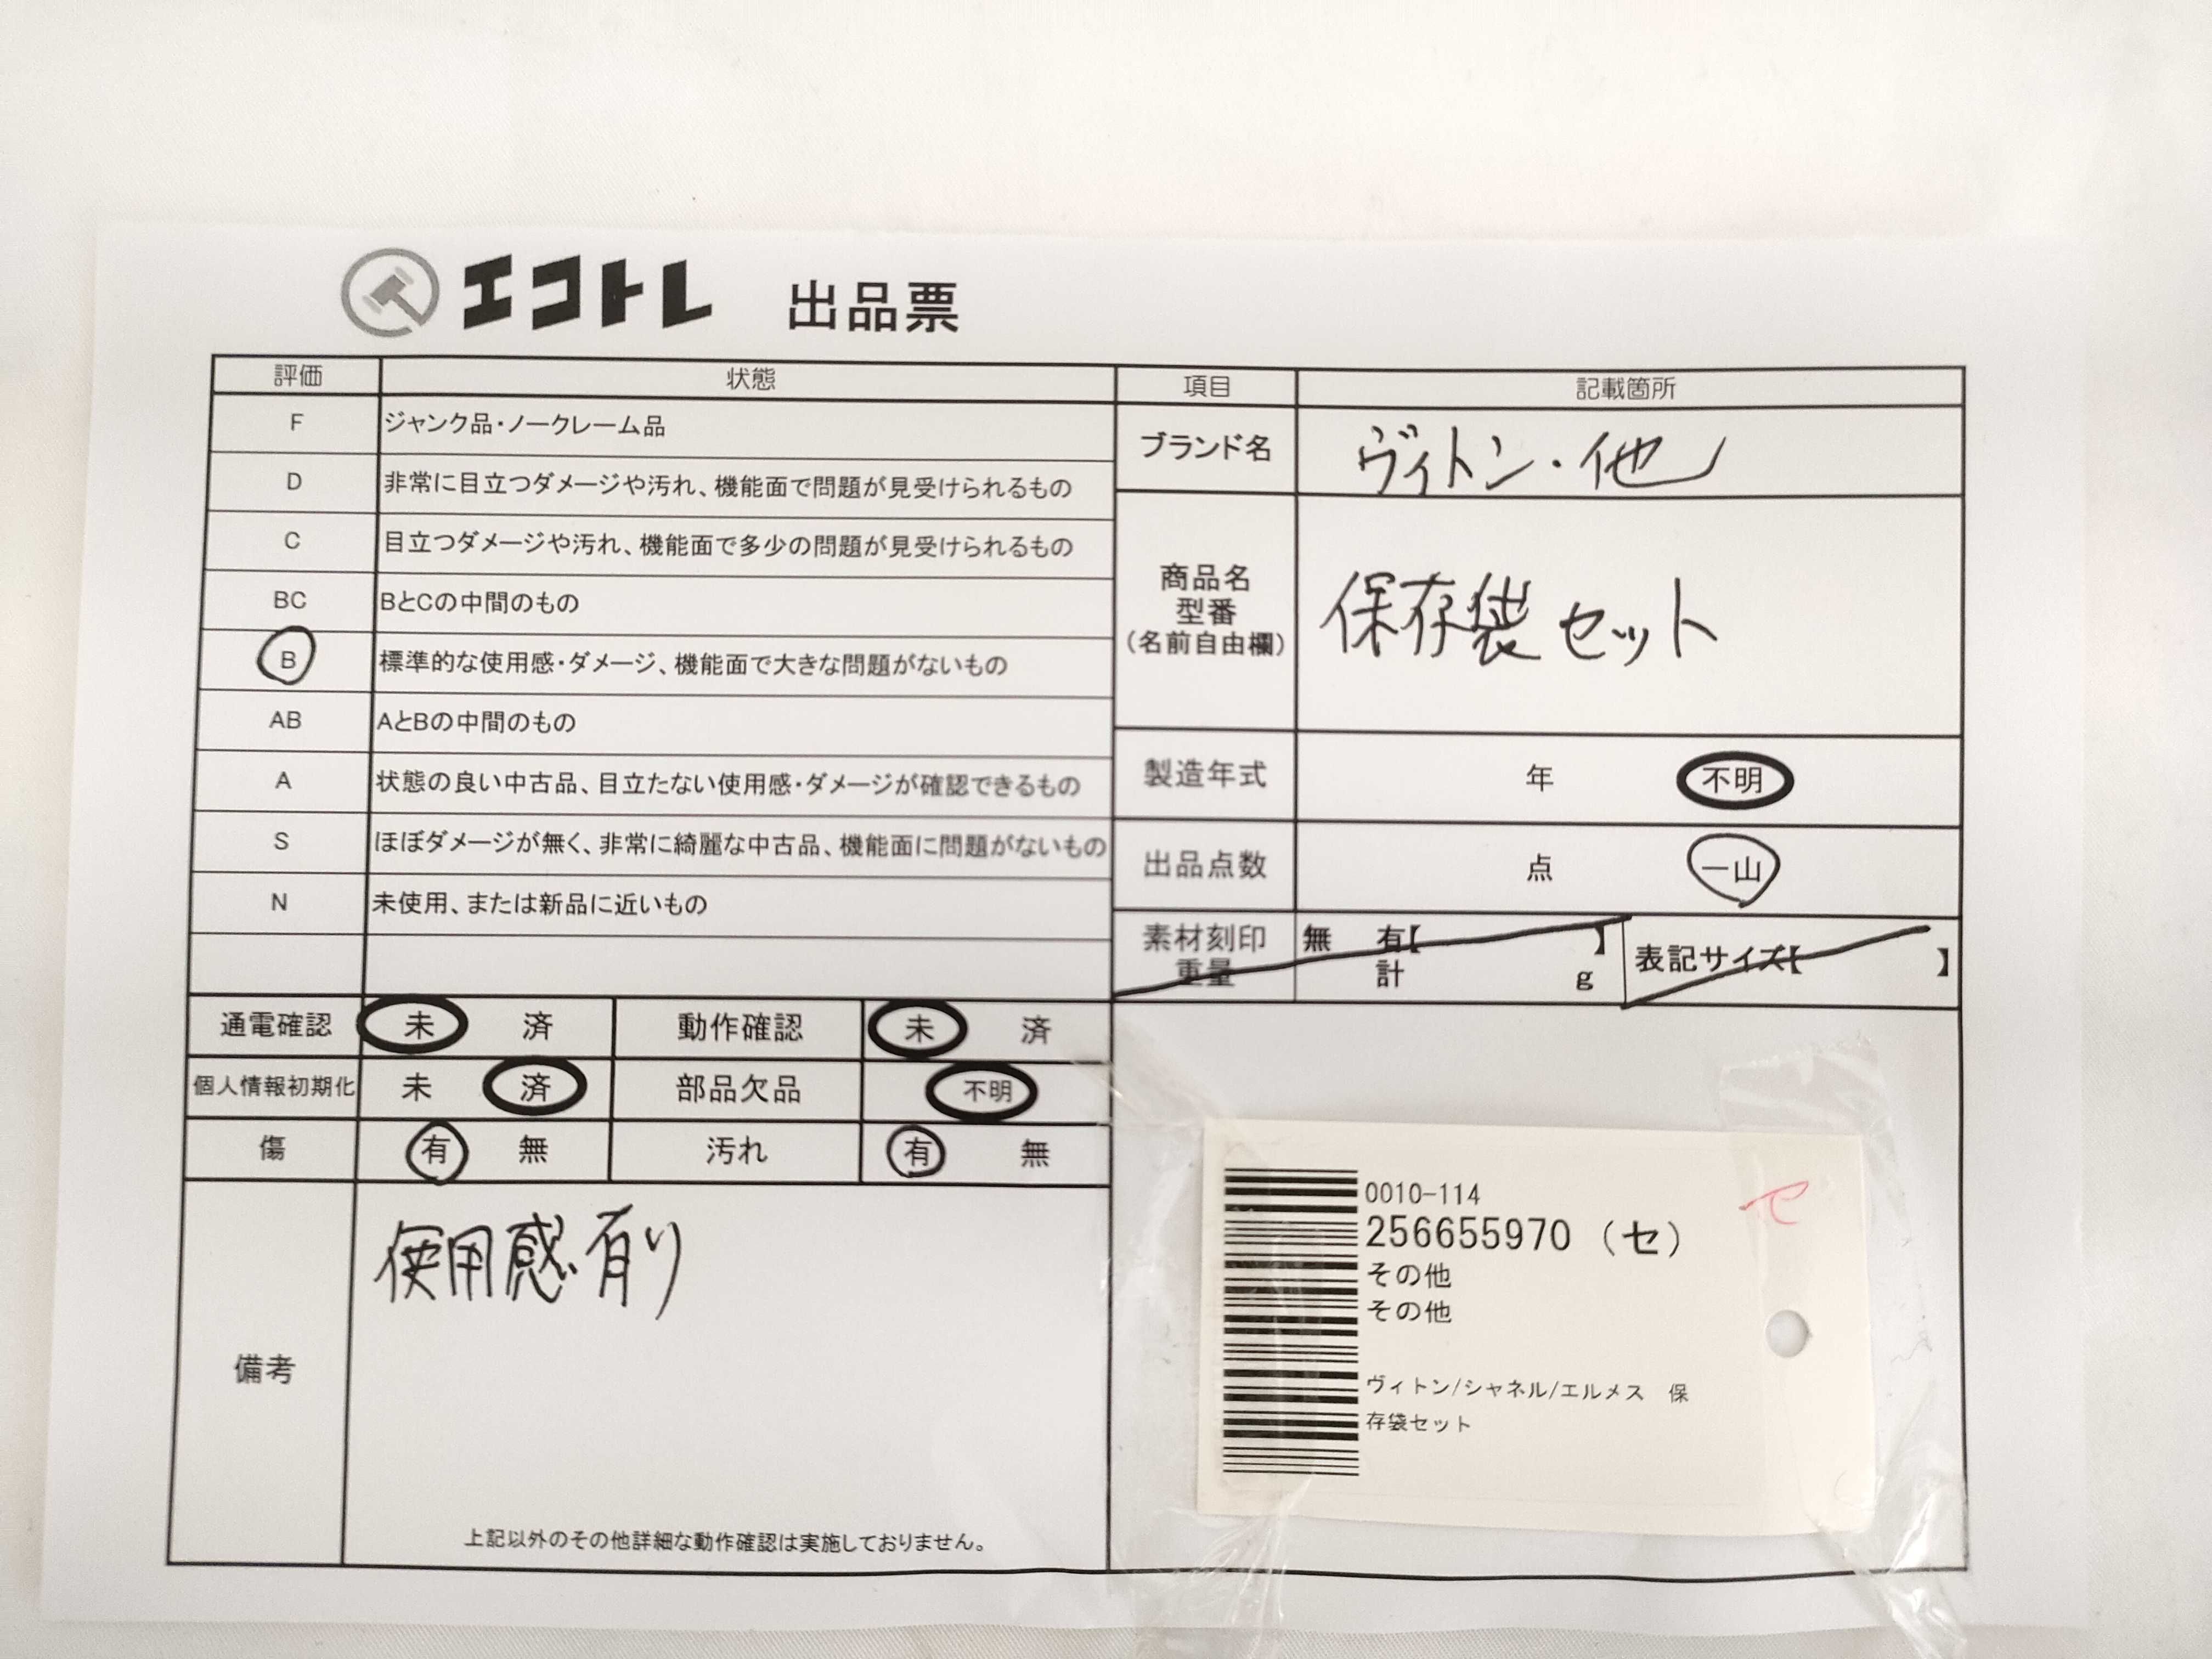 エコトレ 出品票
評価 状態
F ジャンク品・ノークレーム品
D 非常に目立つダメージや汚れ、機能面で問題が見受けられるもの
C 目立つダメージや汚れ、機能面で多少の問題が見受けられるもの
BC BとCの中間のもの
B 標準的な使用感・ダメージ、機能面で大きな問題がないもの
AB AとBの中間のもの
A 状態の良い中古品、目立たない使用感・ダメージが確認できるもの
S ほぼダメージが無く、非常に綺麗な中古品、機能面に問題がないもの
N 未使用、または新品に近いもの
項目 記載箇所
ブランド名 ヴィトン・他
商品名
型番
(名前自由欄)
保存袋セット
製造年式 年 不明
出品点数 点 一山
素材刻印 無 有【 】
重量 計 g
表記サイズ【 】
通電確認 未 済 動作確認 未 済
個人情報初期化 未 済 部品欠品 不明
傷 有 無 汚れ 有 無
備考
使用感有り
上記以外のその他詳細な動作確認は実施しておりません。
0010-114
256655970 (セ)
セ
その他
その他
ヴィトン/シャネル/エルメス 保
存袋セット